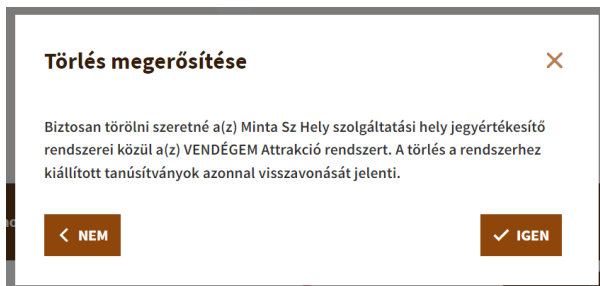 Törlés megerősítése
Biztosan törölni szeretné a(z) Minta Sz Hely szolgáltatási hely jegyértékesítő
rendszerei közül a(z) VENDÉGEM Attrakció rendszert. A törlés a rendszerhez
kiállított tanúsítványok azonnal visszavonását jelenti.
NEM
IGEN